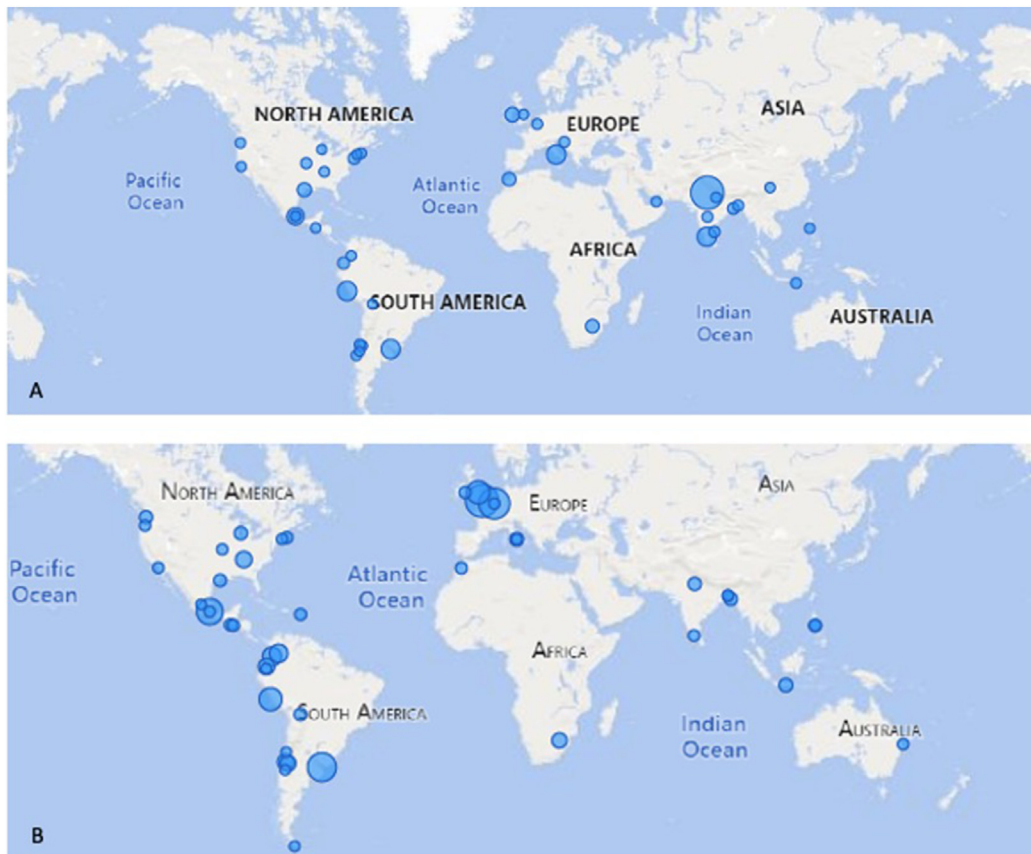 NORTH AMERICA
ASIA
EUROPE
Pacific
Ocean
Atlantic
Ocean
AFRICA
SOUTH AMERICA
Indian
Ocean
AUSTRALIA
A
North America
Asia
Europe
Pacific
Ocean
Atlantic
Ocean
Africa
South America
Indian
Ocean
Australia
B